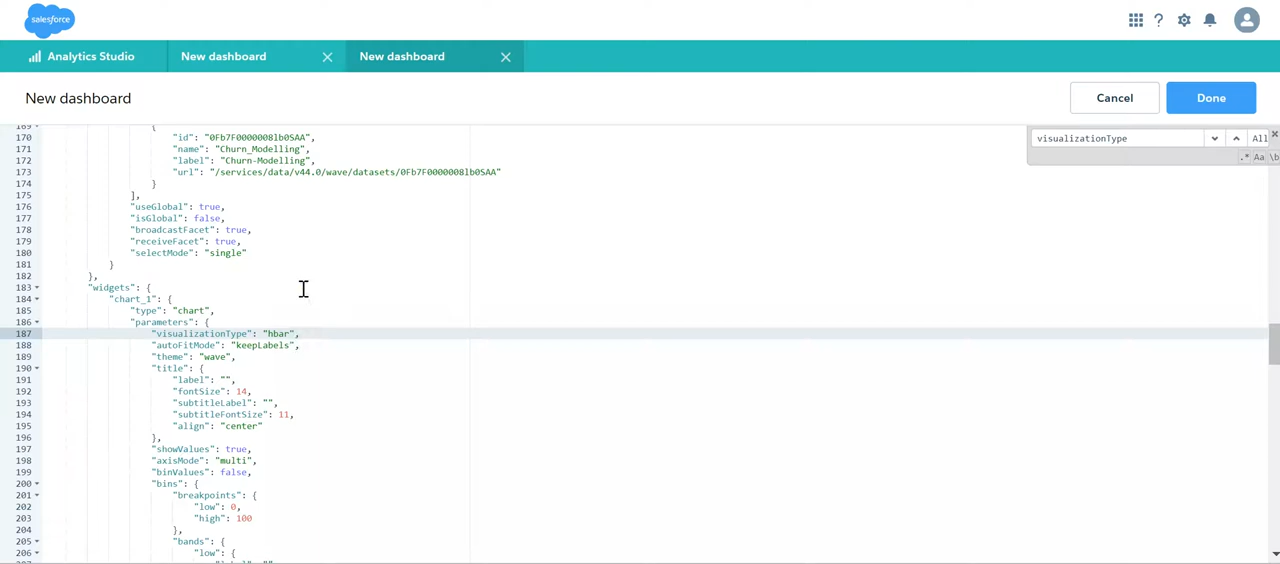 salesforce
?
Analytics Studio New dashboard New dashboard
New dashboard Cancel Done
visualizationType All
.* Aa \b
169
170 "id": "0Fb7F0000008lb0SAA",
171 "name": "Churn_Modelling",
172 "label": "Churn-Modelling",
173 "url": "/services/data/v44.0/wave/datasets/0Fb7F0000008lb0SAA"
174 }
175 ],
176 "useGlobal": true,
177 "isGlobal": false,
178 "broadcastFacet": true,
179 "receiveFacet": true,
180 "selectMode": "single"
181 }
182 },
183 "widgets": {
184 "chart_1": {
185 "type": "chart",
186 "parameters": {
187 "visualizationType": "hbar",
188 "autoFitMode": "keepLabels",
189 "theme": "wave",
190 "title": {
191 "label": "",
192 "fontSize": 14,
193 "subtitleLabel": "",
194 "subtitleFontSize": 11,
195 "align": "center"
196 },
197 "showValues": true,
198 "axisMode": "multi",
199 "binValues": false,
200 "bins": {
201 "breakpoints": {
202 "low": 0,
203 "high": 100
204 },
205 "bands": {
206 "low": {